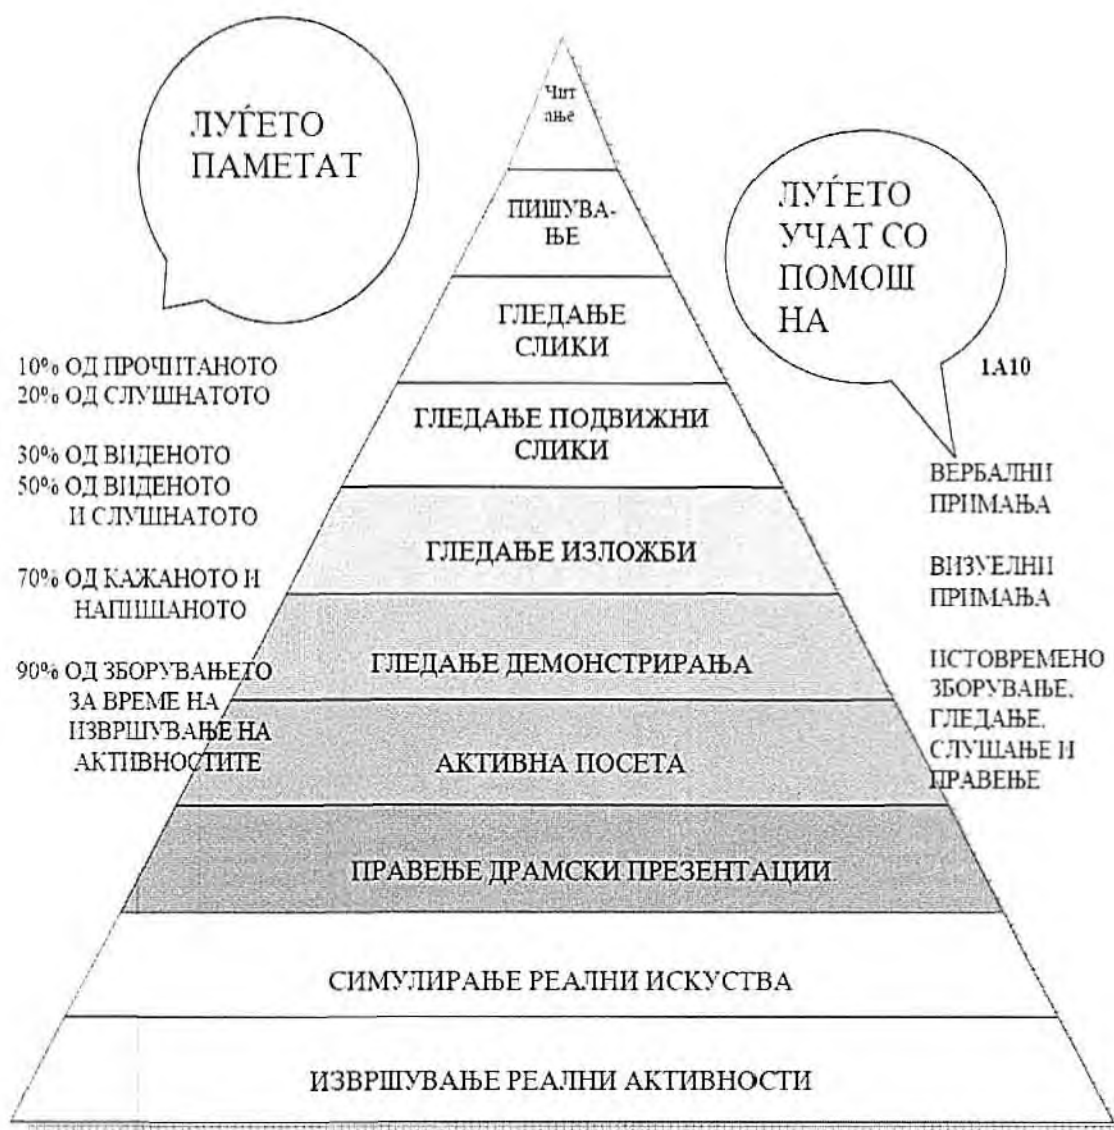 ЛУЃЕТО
ПАМЕТАТ
10% ОД ПРОЧИТАНОТО
20% ОД СЛУШНАТОТО
30% ОД ВИДЕНОТО
50% ОД ВИДЕНОТО
И СЛУШНАТОТО
70% ОД КАЖАНОТО И
НАПИШАНОТО
90% ОД ЗБОРУВАЊЕТО
ЗА ВРЕМЕ НА
ИЗВРШУВАЊЕ НА
АКТИВНОСТИТЕ
Чит
ање
ПИШУВА-
ЊЕ
ГЛЕДАЊЕ
СЛИКИ
ГЛЕДАЊЕ ПОДВИЖНИ
СЛИКИ
ГЛЕДАЊЕ ИЗЛОЖБИ
ГЛЕДАЊЕ ДЕМОНСТРИРАЊА
АКТИВНА ПОСЕТА
ПРАВЕЊЕ ДРАМСКИ ПРЕЗЕНТАЦИИ
СИМУЛИРАЊЕ РЕАЛНИ ИСКУСТВА
ИЗВРШУВАЊЕ РЕАЛНИ АКТИВНОСТИ
ЛУЃЕТО
УЧАТ СО
ПОМОШ
НА
1А10
ВЕРБАЛНИ
ПРИМАЊА
ВИЗУЕЛНИ
ПРИМАЊА
ИСТОВРЕМЕНО
ЗБОРУВАЊЕ,
ГЛЕДАЊЕ,
СЛУШАЊЕ И
ПРАВЕЊЕ